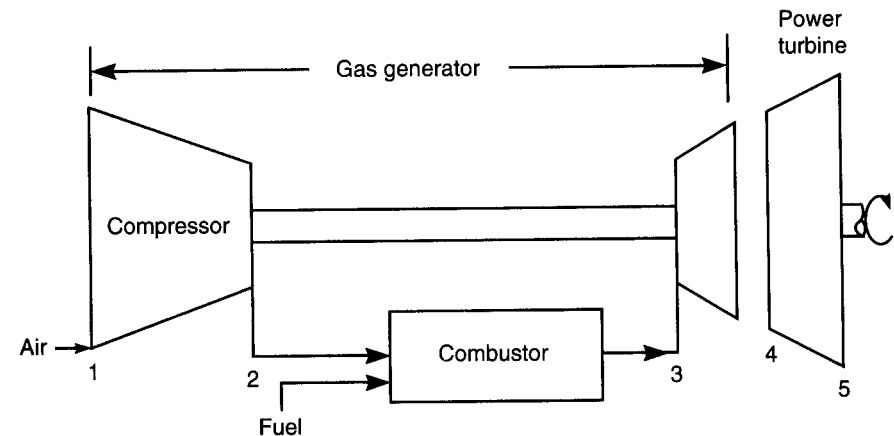 Power
turbine
Gas generator
Compressor
Air
1
2
Combustor
3
4
5
Fuel